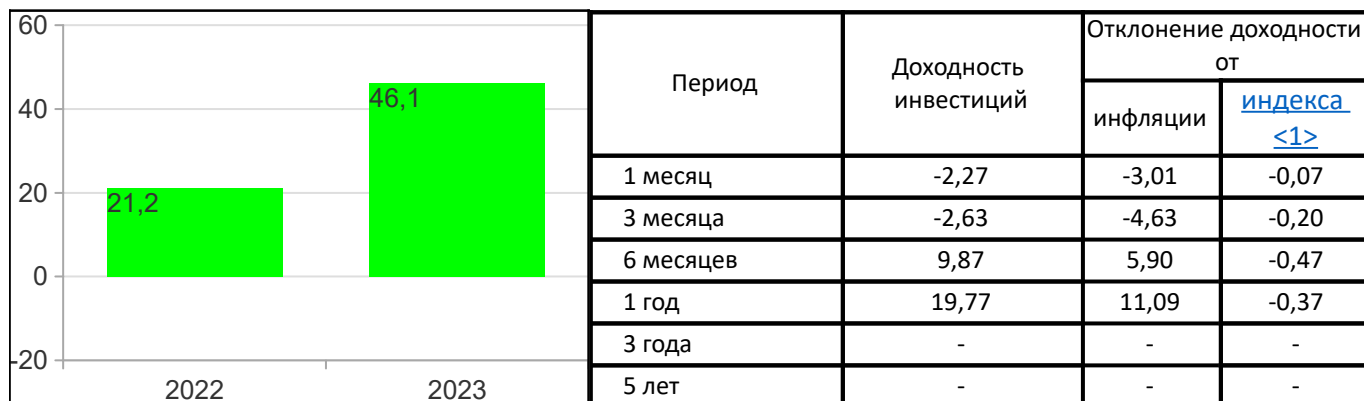 60
40
20
0
-20
21,2
46,1
2022
2023
Период
Доходность
инвестиций
Отклонение доходности
от
инфляции
индекса
<1>
1 месяц -2,27 -3,01 -0,07
3 месяца -2,63 -4,63 -0,20
6 месяцев 9,87 5,90 -0,47
1 год 19,77 11,09 -0,37
3 года - - -
5 лет - - -